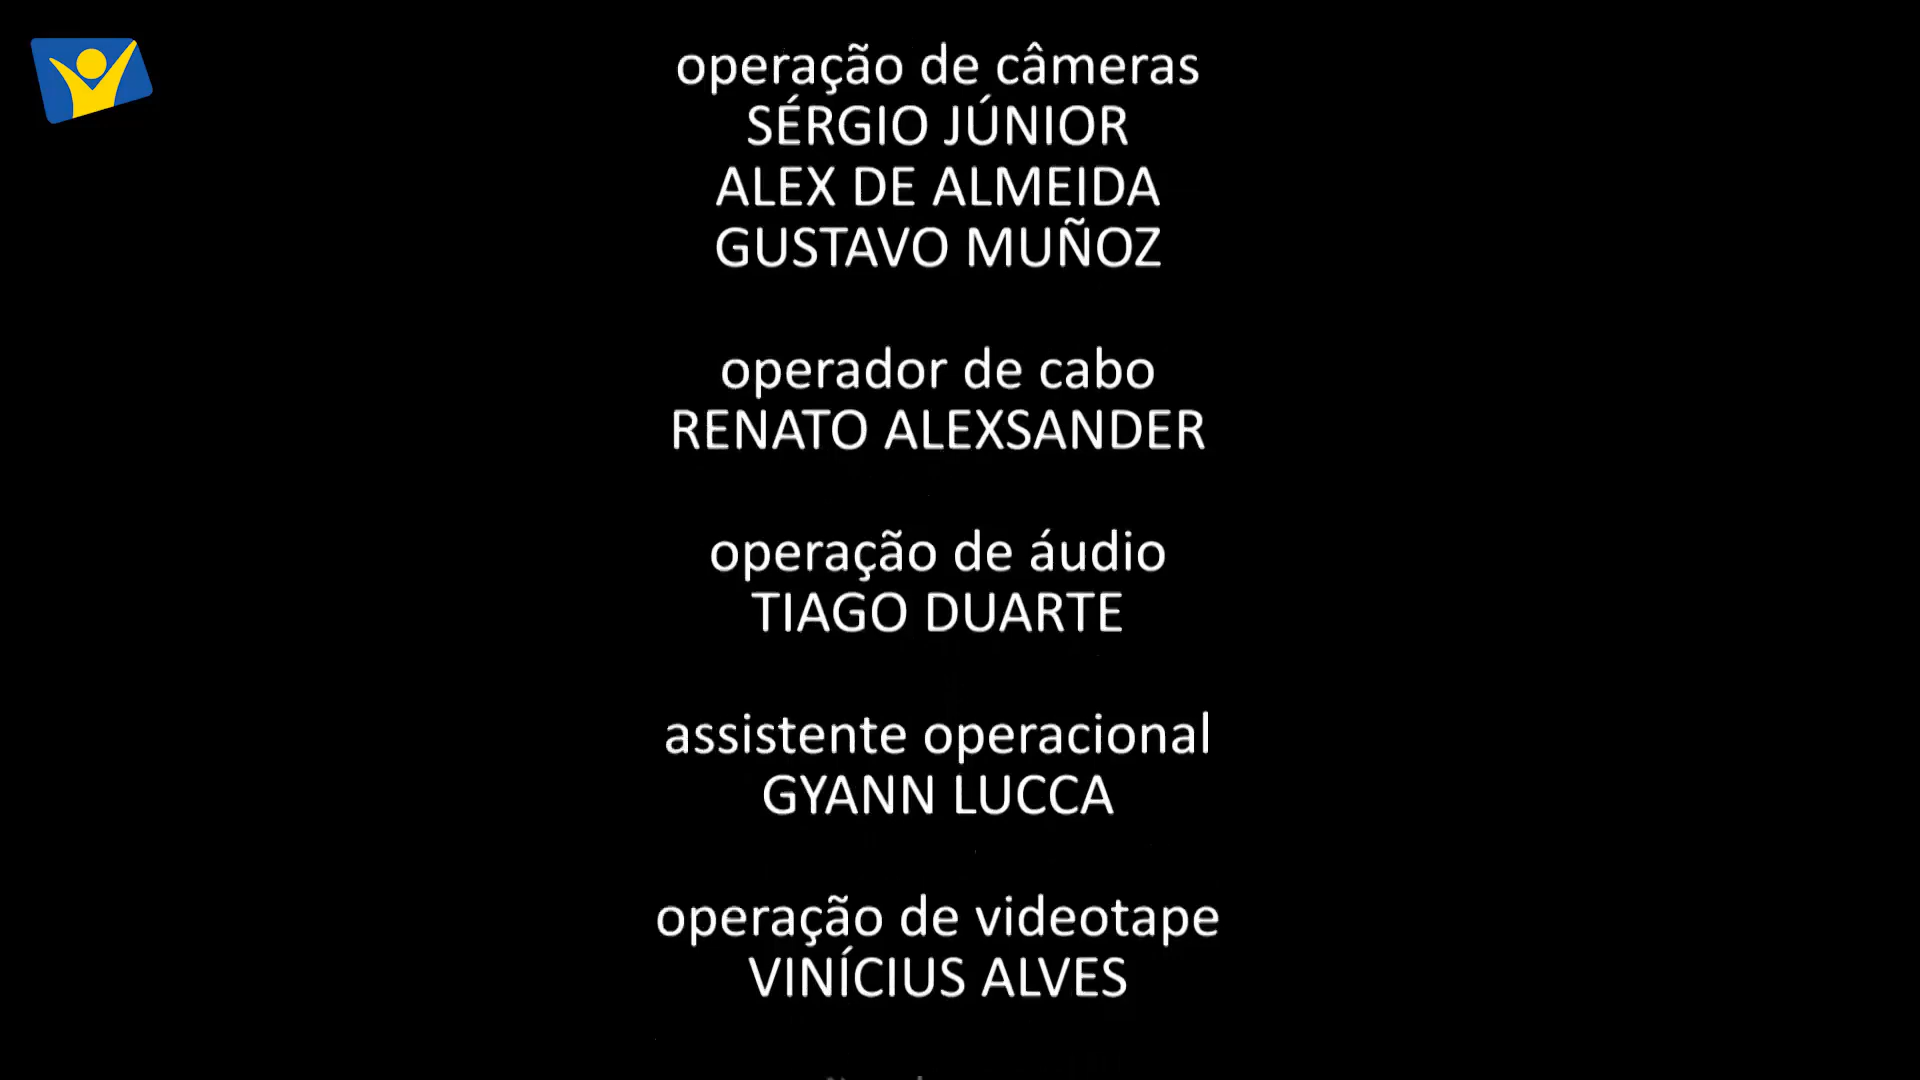 operação de câmeras
SÉRGIO JÚNIOR
ALEX DE ALMEIDA
GUSTAVO MUÑOZ
operador de cabo
RENATO ALEXSANDER
operação de áudio
TIAGO DUARTE
assistente operacional
GYANN LUCCA
operação de videotape
VINÍCIUS ALVES